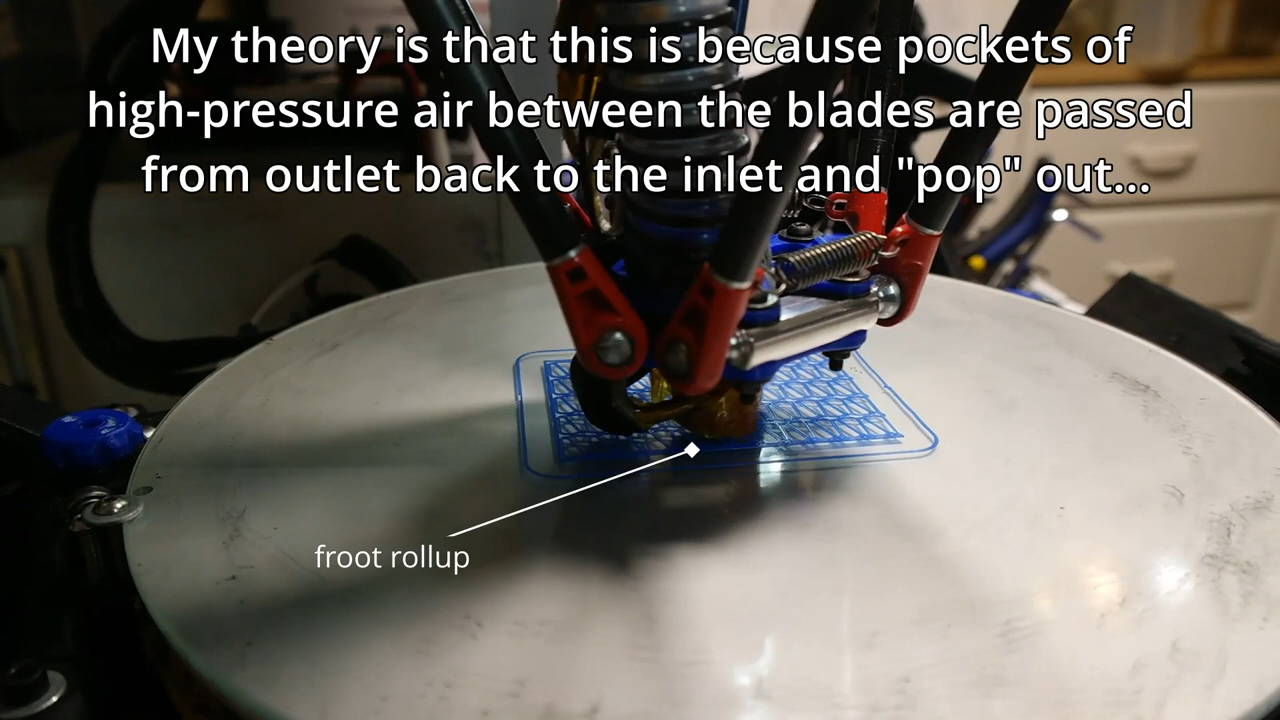 My theory is that this is because pockets of
high-pressure air between the blades are passed
from outlet back to the inlet and "pop" out...
froot rollup